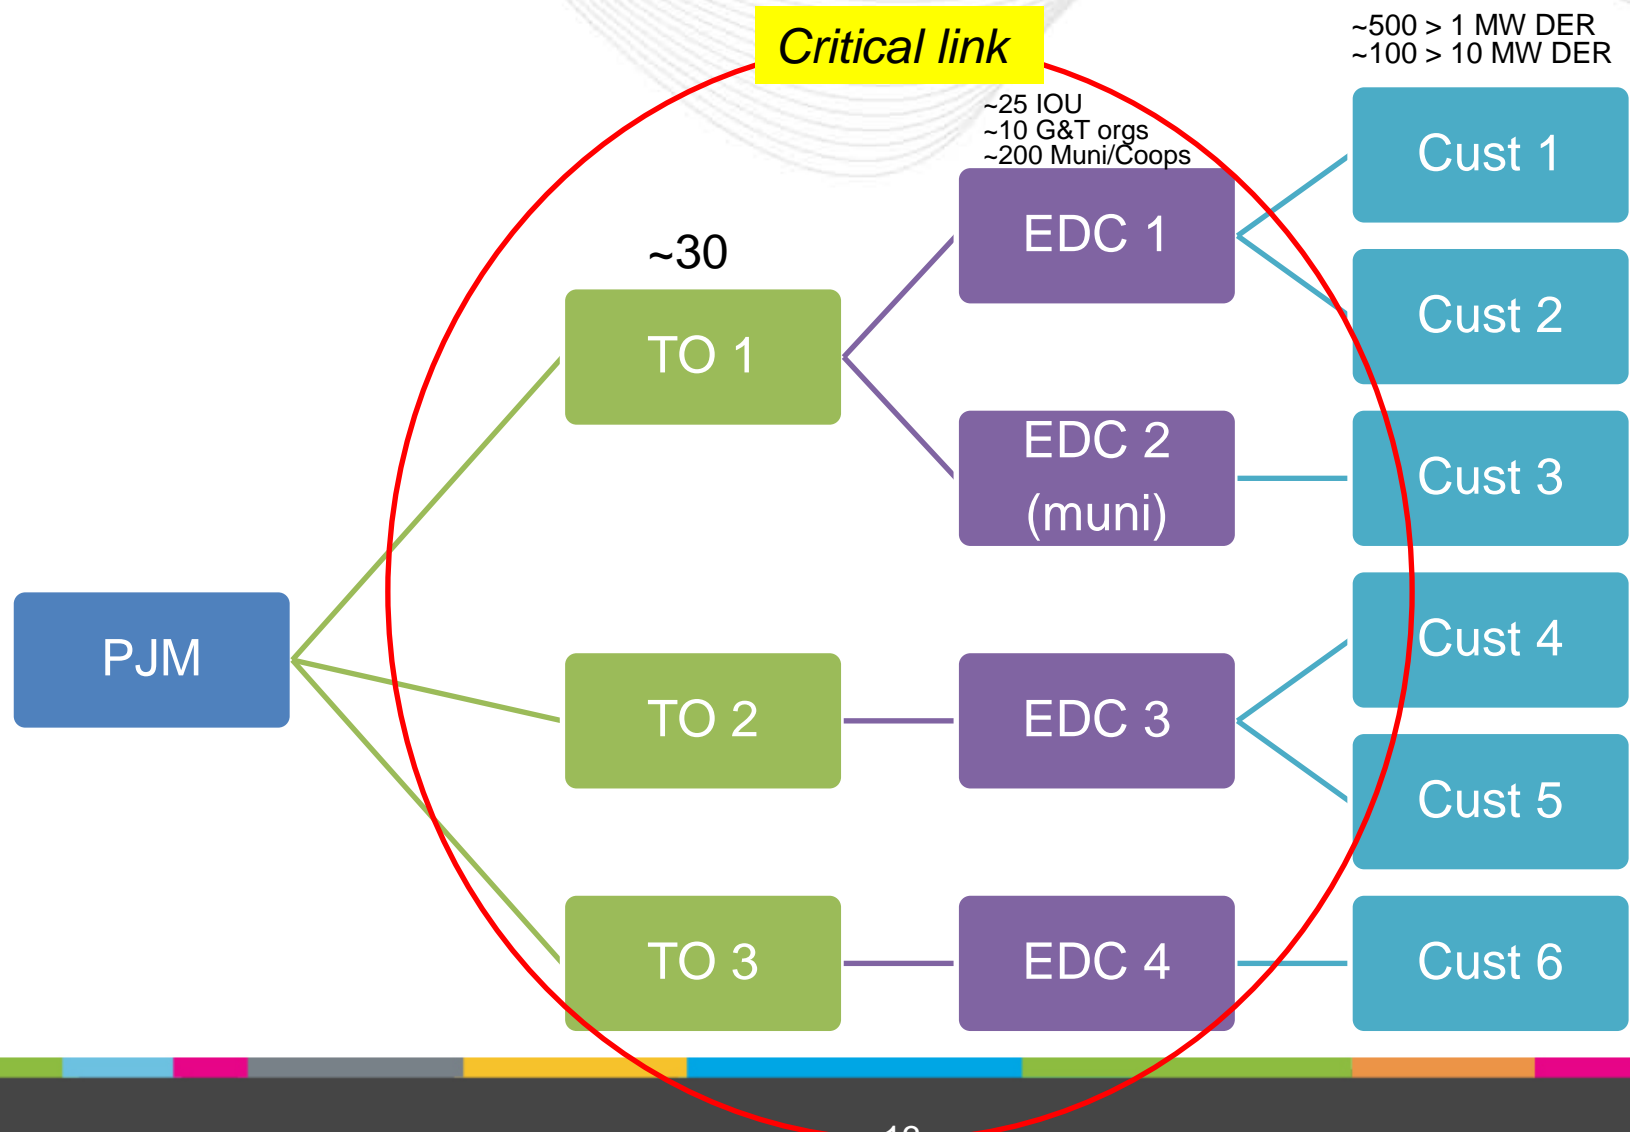 Critical link
~500 > 1 MW DER
~100 > 10 MW DER
~25 IOU
~10 G&T orgs
~200 Muni/Coops
~30
PJM
TO 1
TO 2
TO 3
EDC 1
EDC 2
(muni)
EDC 3
EDC 4
Cust 1
Cust 2
Cust 3
Cust 4
Cust 5
Cust 6